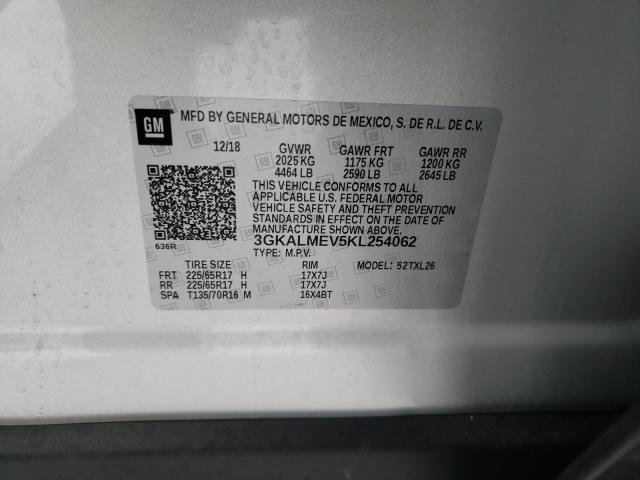 GM
MFD BY GENERAL MOTORS DE MEXICO, S. DE R.L. DE C.V.
12/18 GVWR GAWR FRT GAWR RR
2025 KG 1175 KG 1200 KG
4464 LB 2590 LB 2645 LB
THIS VEHICLE CONFORMS TO ALL
APPLICABLE U.S. FEDERAL MOTOR
VEHICLE SAFETY AND THEFT PREVENTION
STANDARDS IN EFFECT ON THE DATE OF
MANUFACTURE SHOWN ABOVE.
636R
3GKALMEV5KL254062
TYPE: M.P.V. MODEL: 52TXL26
TIRE SIZE RIM
FRT 225/65R17 H 17X7J
RR 225/65R17 H 17X7J
SPA T135/70R16 M 16X4BT